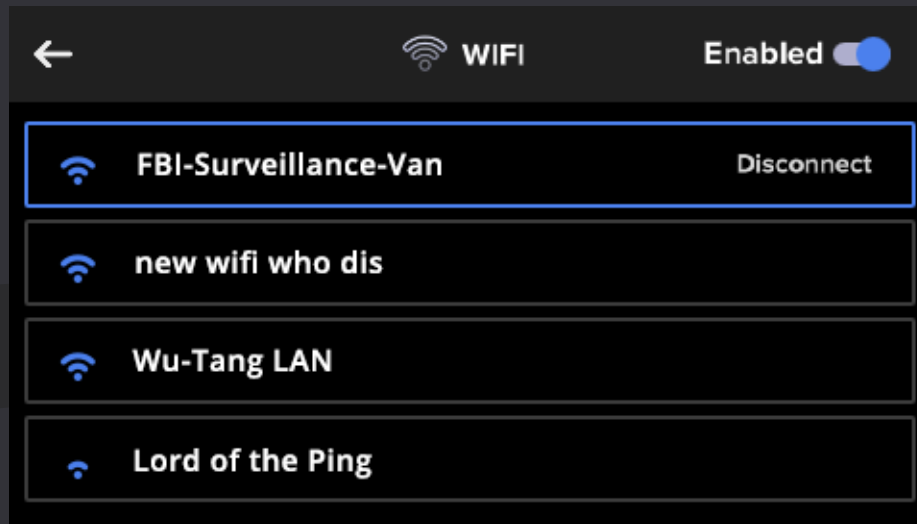 WIFI Enabled
FBI-Surveillance-Van Disconnect
new wifi who dis
Wu-Tang LAN
Lord of the Ping